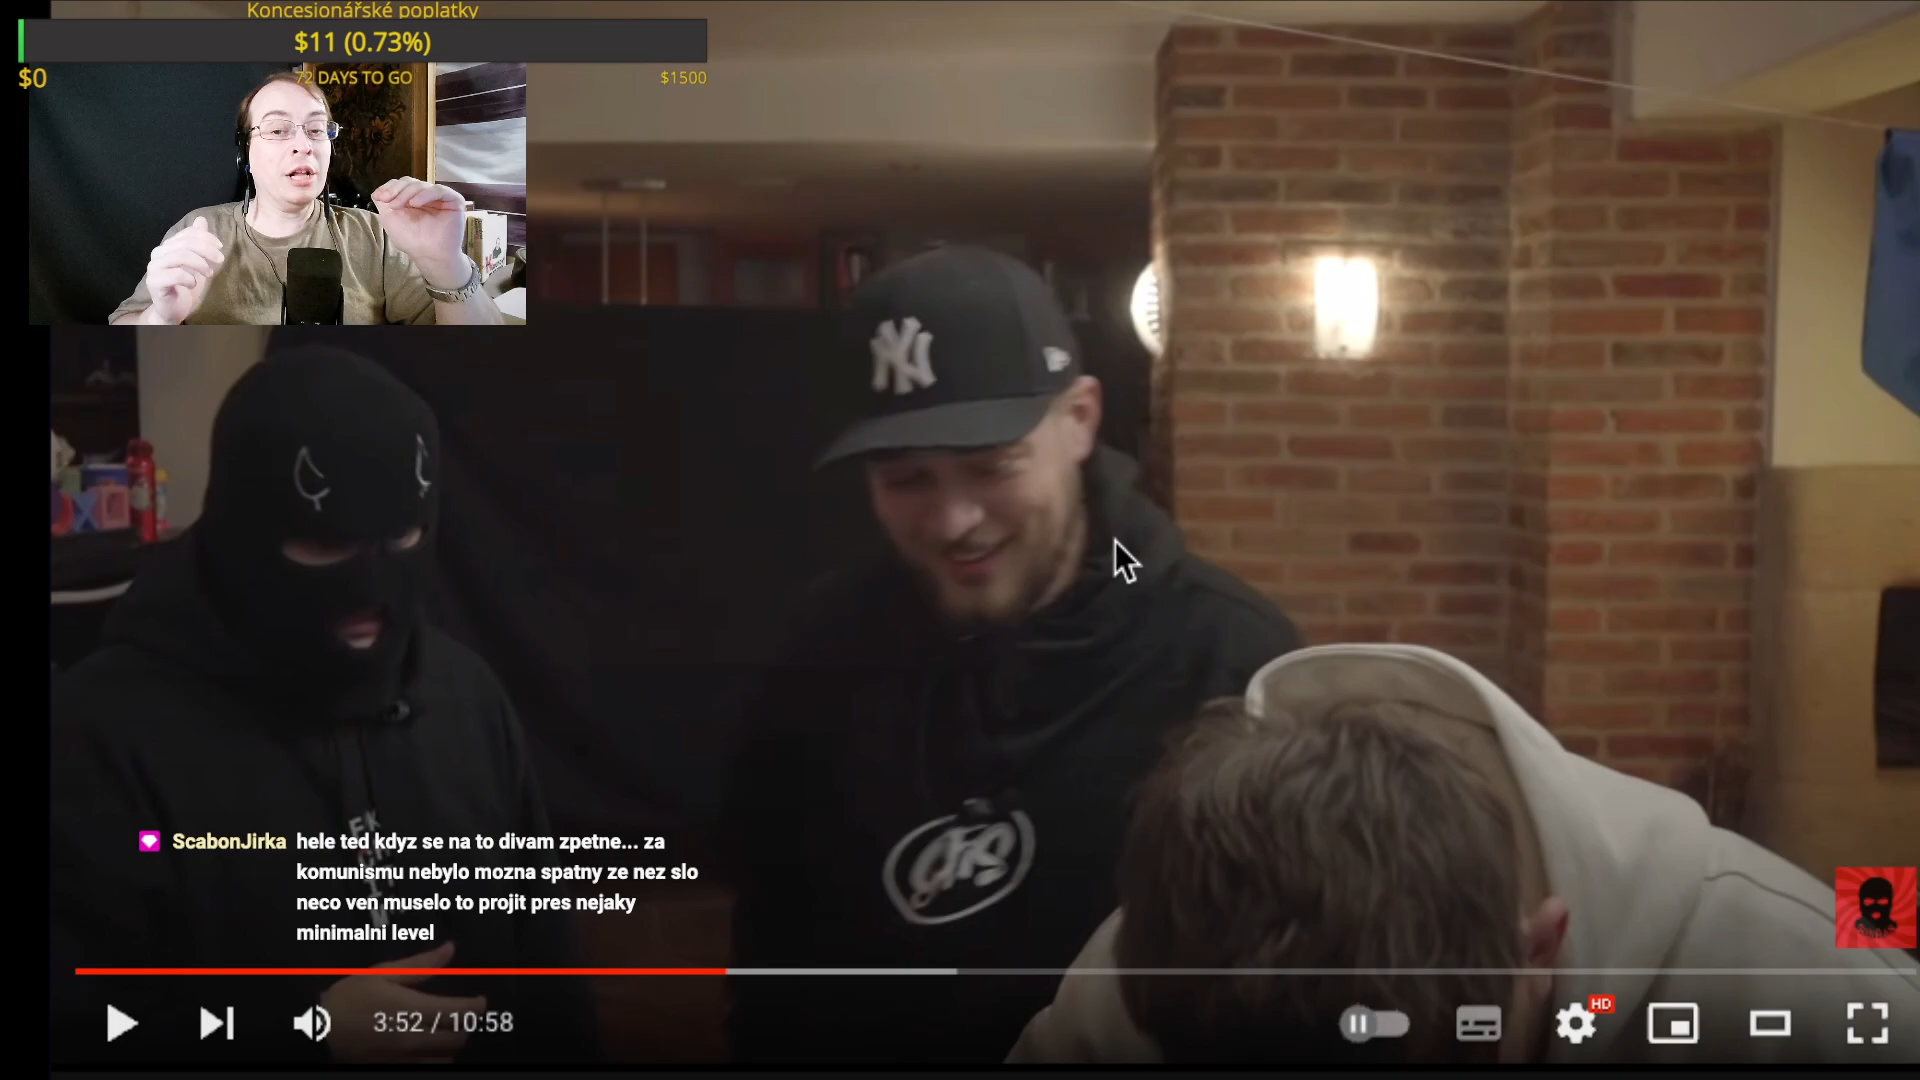 Koncesionářské poplatky
$11 (0.73%)
$0
72 DAYS TO GO
$1500
NY
ScabonJirka hele ted kdyz se na to divam zpetne... za
komunismu nebylo mozna spatny ze nez slo
neco ven muselo to projit pres nejaky
minimalni level
3:52 / 10:58
HD